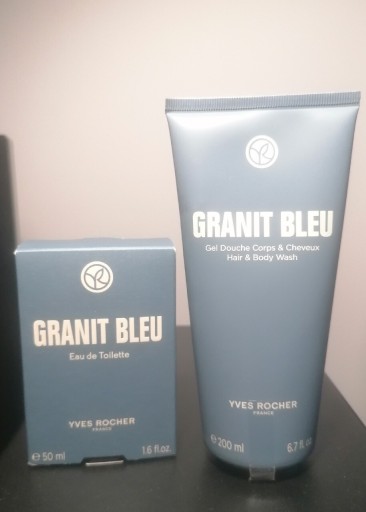 GRANIT BLEU
Eau de Toilette
YVES ROCHER
FRANCE
e 50 ml 1.6 fl.oz.
GRANIT BLEU
Gel Douche Corps & Cheveux
Hair & Body Wash
YVES ROCHER
FRANCE
e 200 ml 6.7 fl. oz.